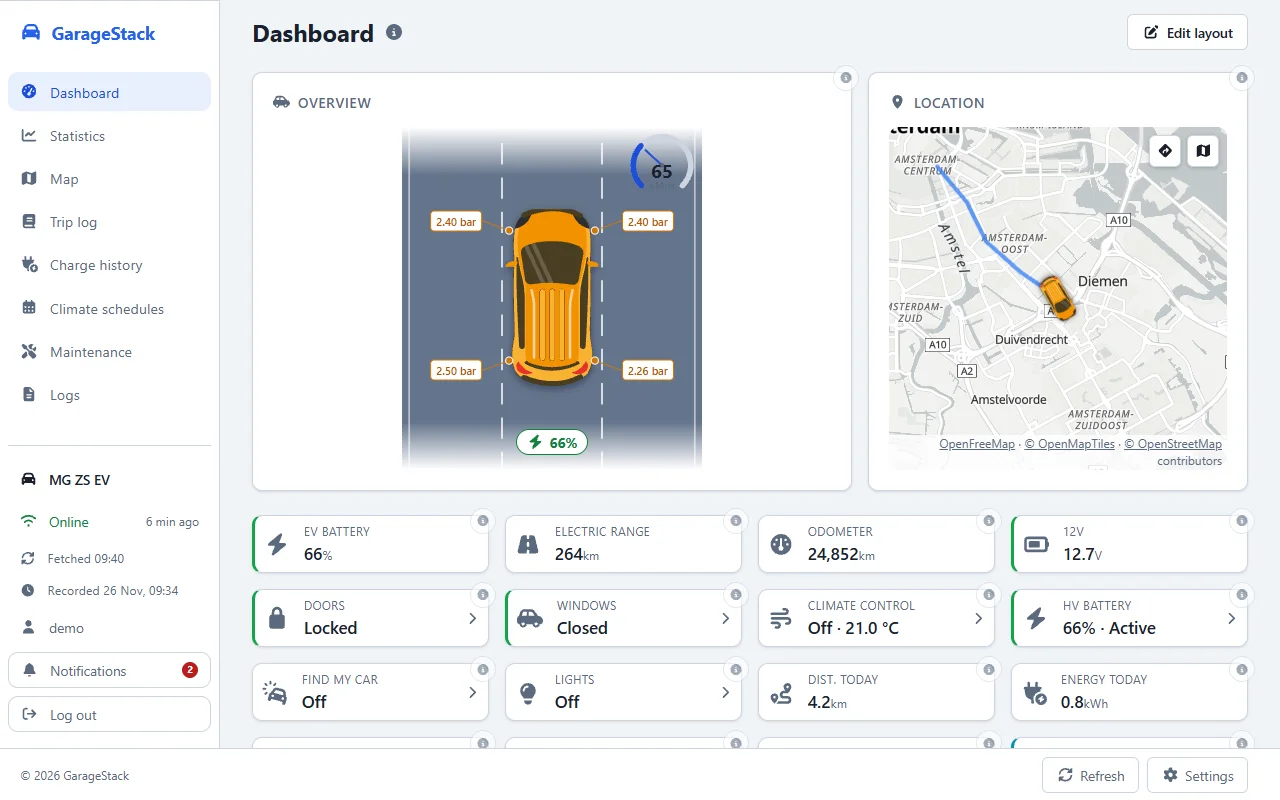 GarageStack
Dashboard
Statistics
Map
Trip log
Charge history
Climate schedules
Maintenance
Logs
MG ZS EV
Online
6 min ago
Fetched 09:40
Recorded 26 Nov, 09:34
demo
Notifications
2
Log out
Dashboard
Edit layout
OVERVIEW
65
2.40 bar
2.40 bar
2.50 bar
2.26 bar
66%
LOCATION
AMSTERDAM-
CENTRUM
A10
Amstel
AMSTERDAM-
OOST
Diemen
ZUID
A10
Duivendrecht
A2
Amstelvoorde
AMSTERDAM-
ZUIDOOST
OpenFreeMap · © OpenMapTiles · © OpenStreetMap
contributors
EV BATTERY
66%
ELECTRIC RANGE
264km
ODOMETER
24,852km
12V
12.7V
DOORS
Locked
WINDOWS
Closed
CLIMATE CONTROL
Off · 21.0 °C
HV BATTERY
66% · Active
FIND MY CAR
Off
LIGHTS
Off
DIST. TODAY
4.2km
ENERGY TODAY
0.8kWh
© 2026 GarageStack
Refresh
Settings